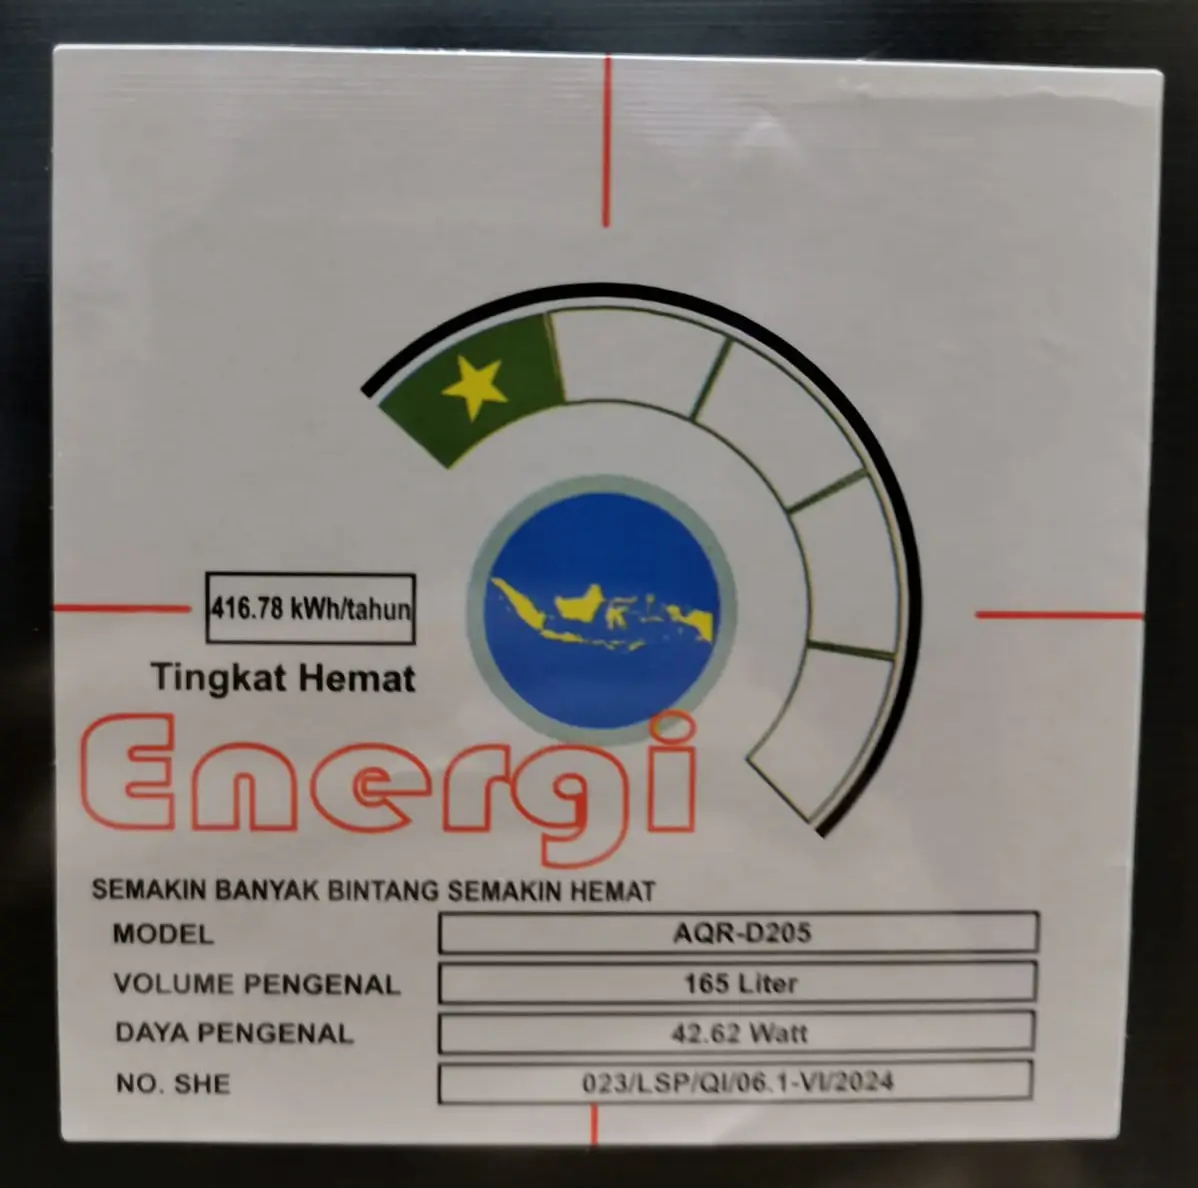 416.78 kWh/tahun
Tingkat Hemat
Energi
SEMAKIN BANYAK BINTANG SEMAKIN HEMAT
MODEL AQR-D205
VOLUME PENGENAL 165 Liter
DAYA PENGENAL 42.62 Watt
NO. SHE 023/LSP/QI/06.1-VI/2024